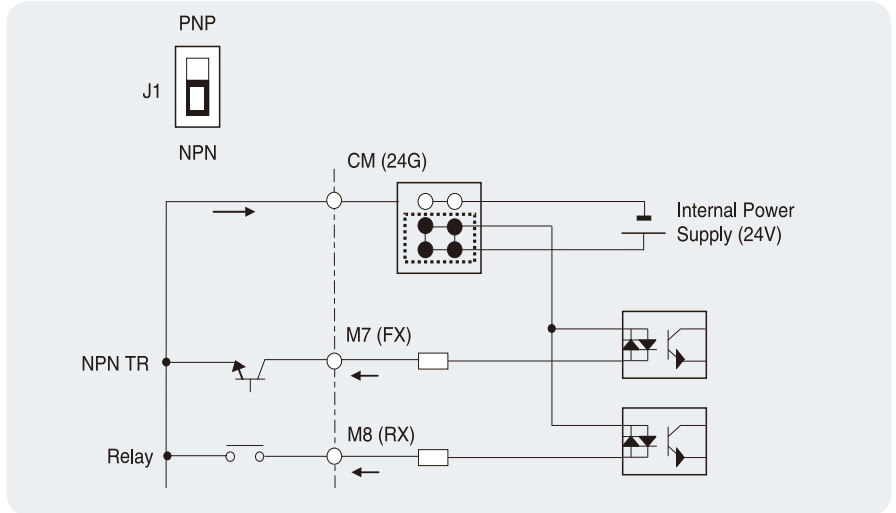 PNP
J1
NPN
CM (24G)
Internal Power
Supply (24V)
M7 (FX)
NPN TR
M8 (RX)
Relay